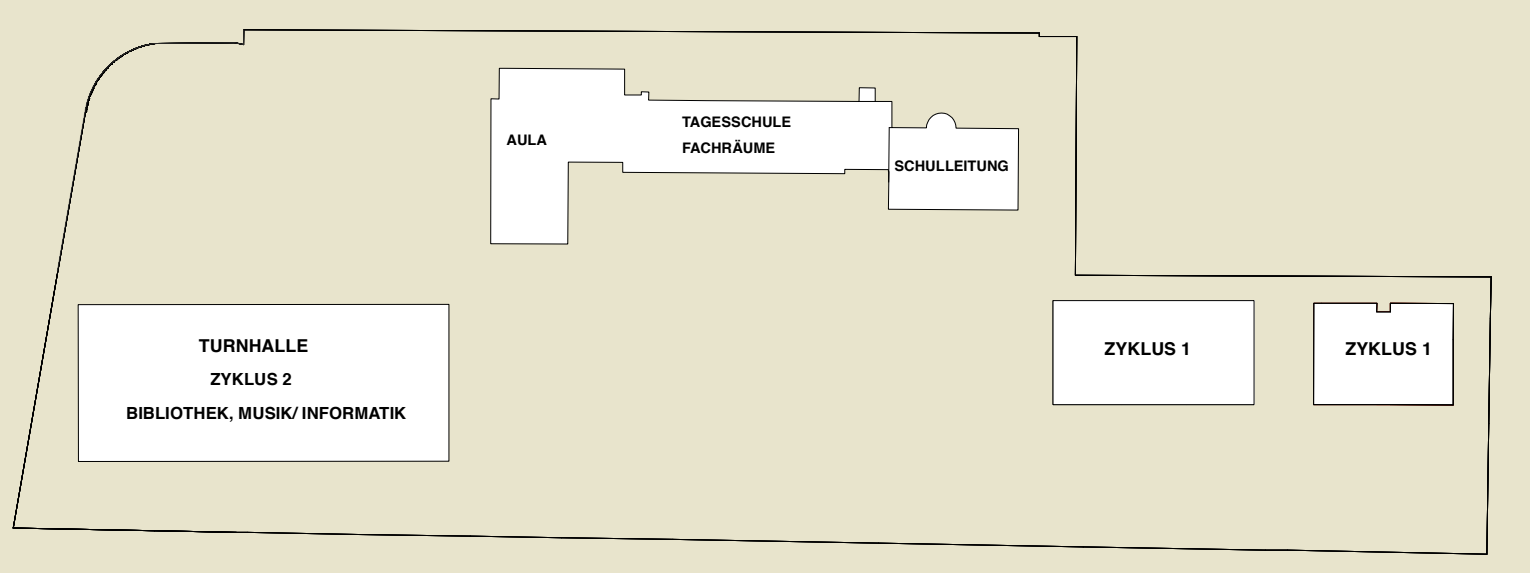 AULA
TAGESSCHULE
FACHRÄUME
SCHULLEITUNG
TURNHALLE
ZYKLUS 2
BIBLIOTHEK, MUSIK/ INFORMATIK
ZYKLUS 1
ZYKLUS 1